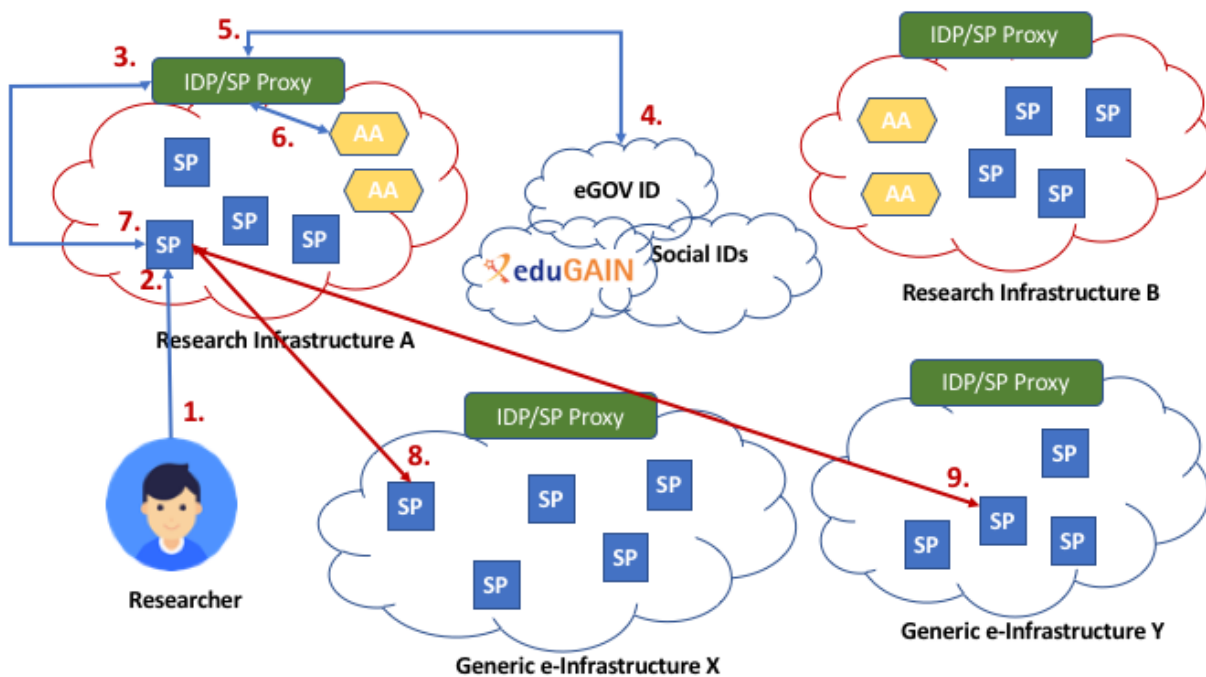 5.
IDP/SP Proxy
3.
IDP/SP Proxy
4.
6.
AA
AA
SP
SP
SP
AA
eGOV ID
SP
SP
AA
7.
SP
SP
SP
2.
eduGAIN
Social IDs
Research Infrastructure B
Research Infrastructure A
IDP/SP Proxy
IDP/SP Proxy
1.
8.
SP
9.
SP
SP
SP
SP
SP
SP
SP
SP
Researcher
Generic e-Infrastructure Y
Generic e-Infrastructure X